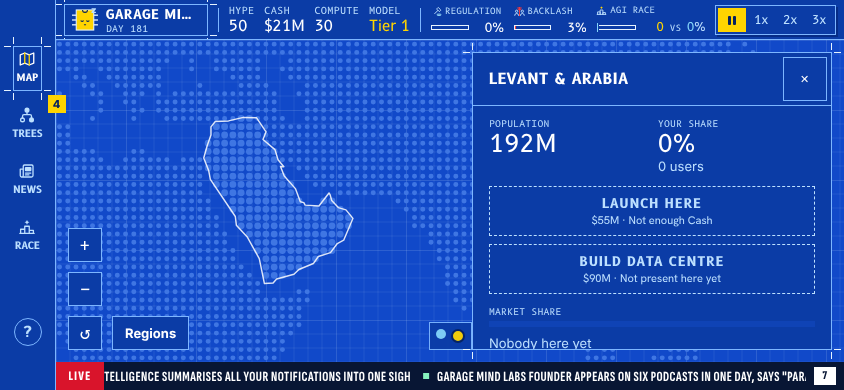 GARAGE MI...
DAY 181
HYPE
50
CASH
$21M
COMPUTE
30
MODEL
Tier 1
REGULATION
0%
BACKLASH
3%
AGI RACE
0 VS 0%
1x
2x
3x
MAP
4
TREES
NEWS
RACE
?
+
−
↺
Regions
LEVANT & ARABIA
×
POPULATION
192M
YOUR SHARE
0%
0 users
LAUNCH HERE
$55M · Not enough Cash
BUILD DATA CENTRE
$90M · Not present here yet
MARKET SHARE
Nobody here yet
LIVE
TELLIGENCE SUMMARISES ALL YOUR NOTIFICATIONS INTO ONE SIGH ■ GARAGE MIND LABS FOUNDER APPEARS ON SIX PODCASTS IN ONE DAY, SAYS "PAR.
7